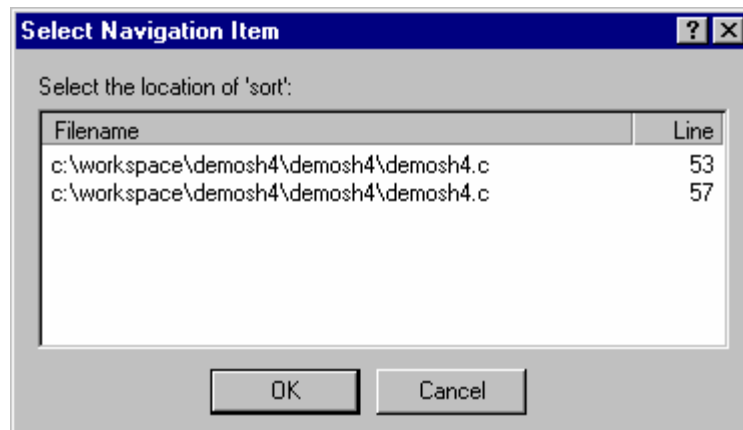 Select Navigation Item
Select the location of 'sort':
Filename Line
c:\workspace\demosh4\demosh4\demosh4.c 53
c:\workspace\demosh4\demosh4\demosh4.c 57
OK Cancel